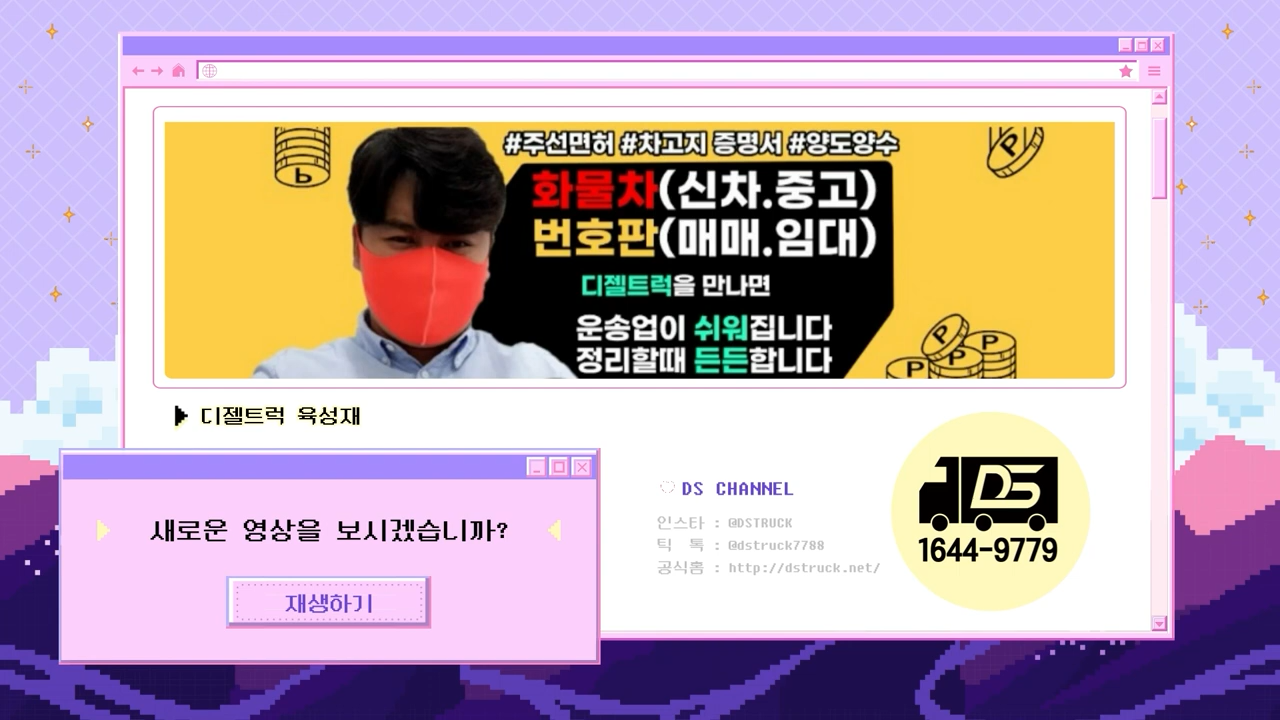 #주선면허 #차고지 증명서 #양도양수
화물차(신차.중고)
번호판(매매.임대)
디젤트럭을 만나면
운송업이 쉬워집니다
정리할때 든든합니다
P
P
P
P
P
P
디젤트럭 육성재
새로운 영상을 보시겠습니까?
재생하기
DS CHANNEL
인스타 : @DSTRUCK
틱 톡 : @dstruck7788
공식홈 : http://dstruck.net/
DS
1644-9779